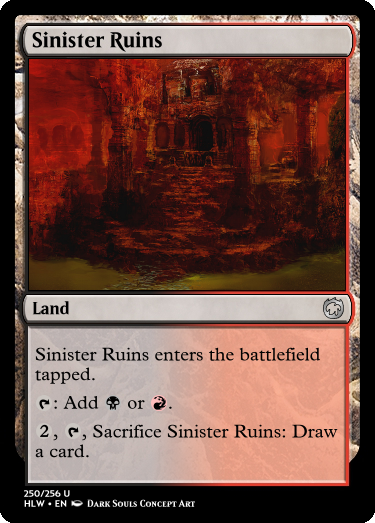 Sinister Ruins
Land
Sinister Ruins enters the battlefield
tapped.
: Add or .
2, , Sacrifice Sinister Ruins: Draw
a card.
250/256 U
HLW • EN Dark Souls Concept Art